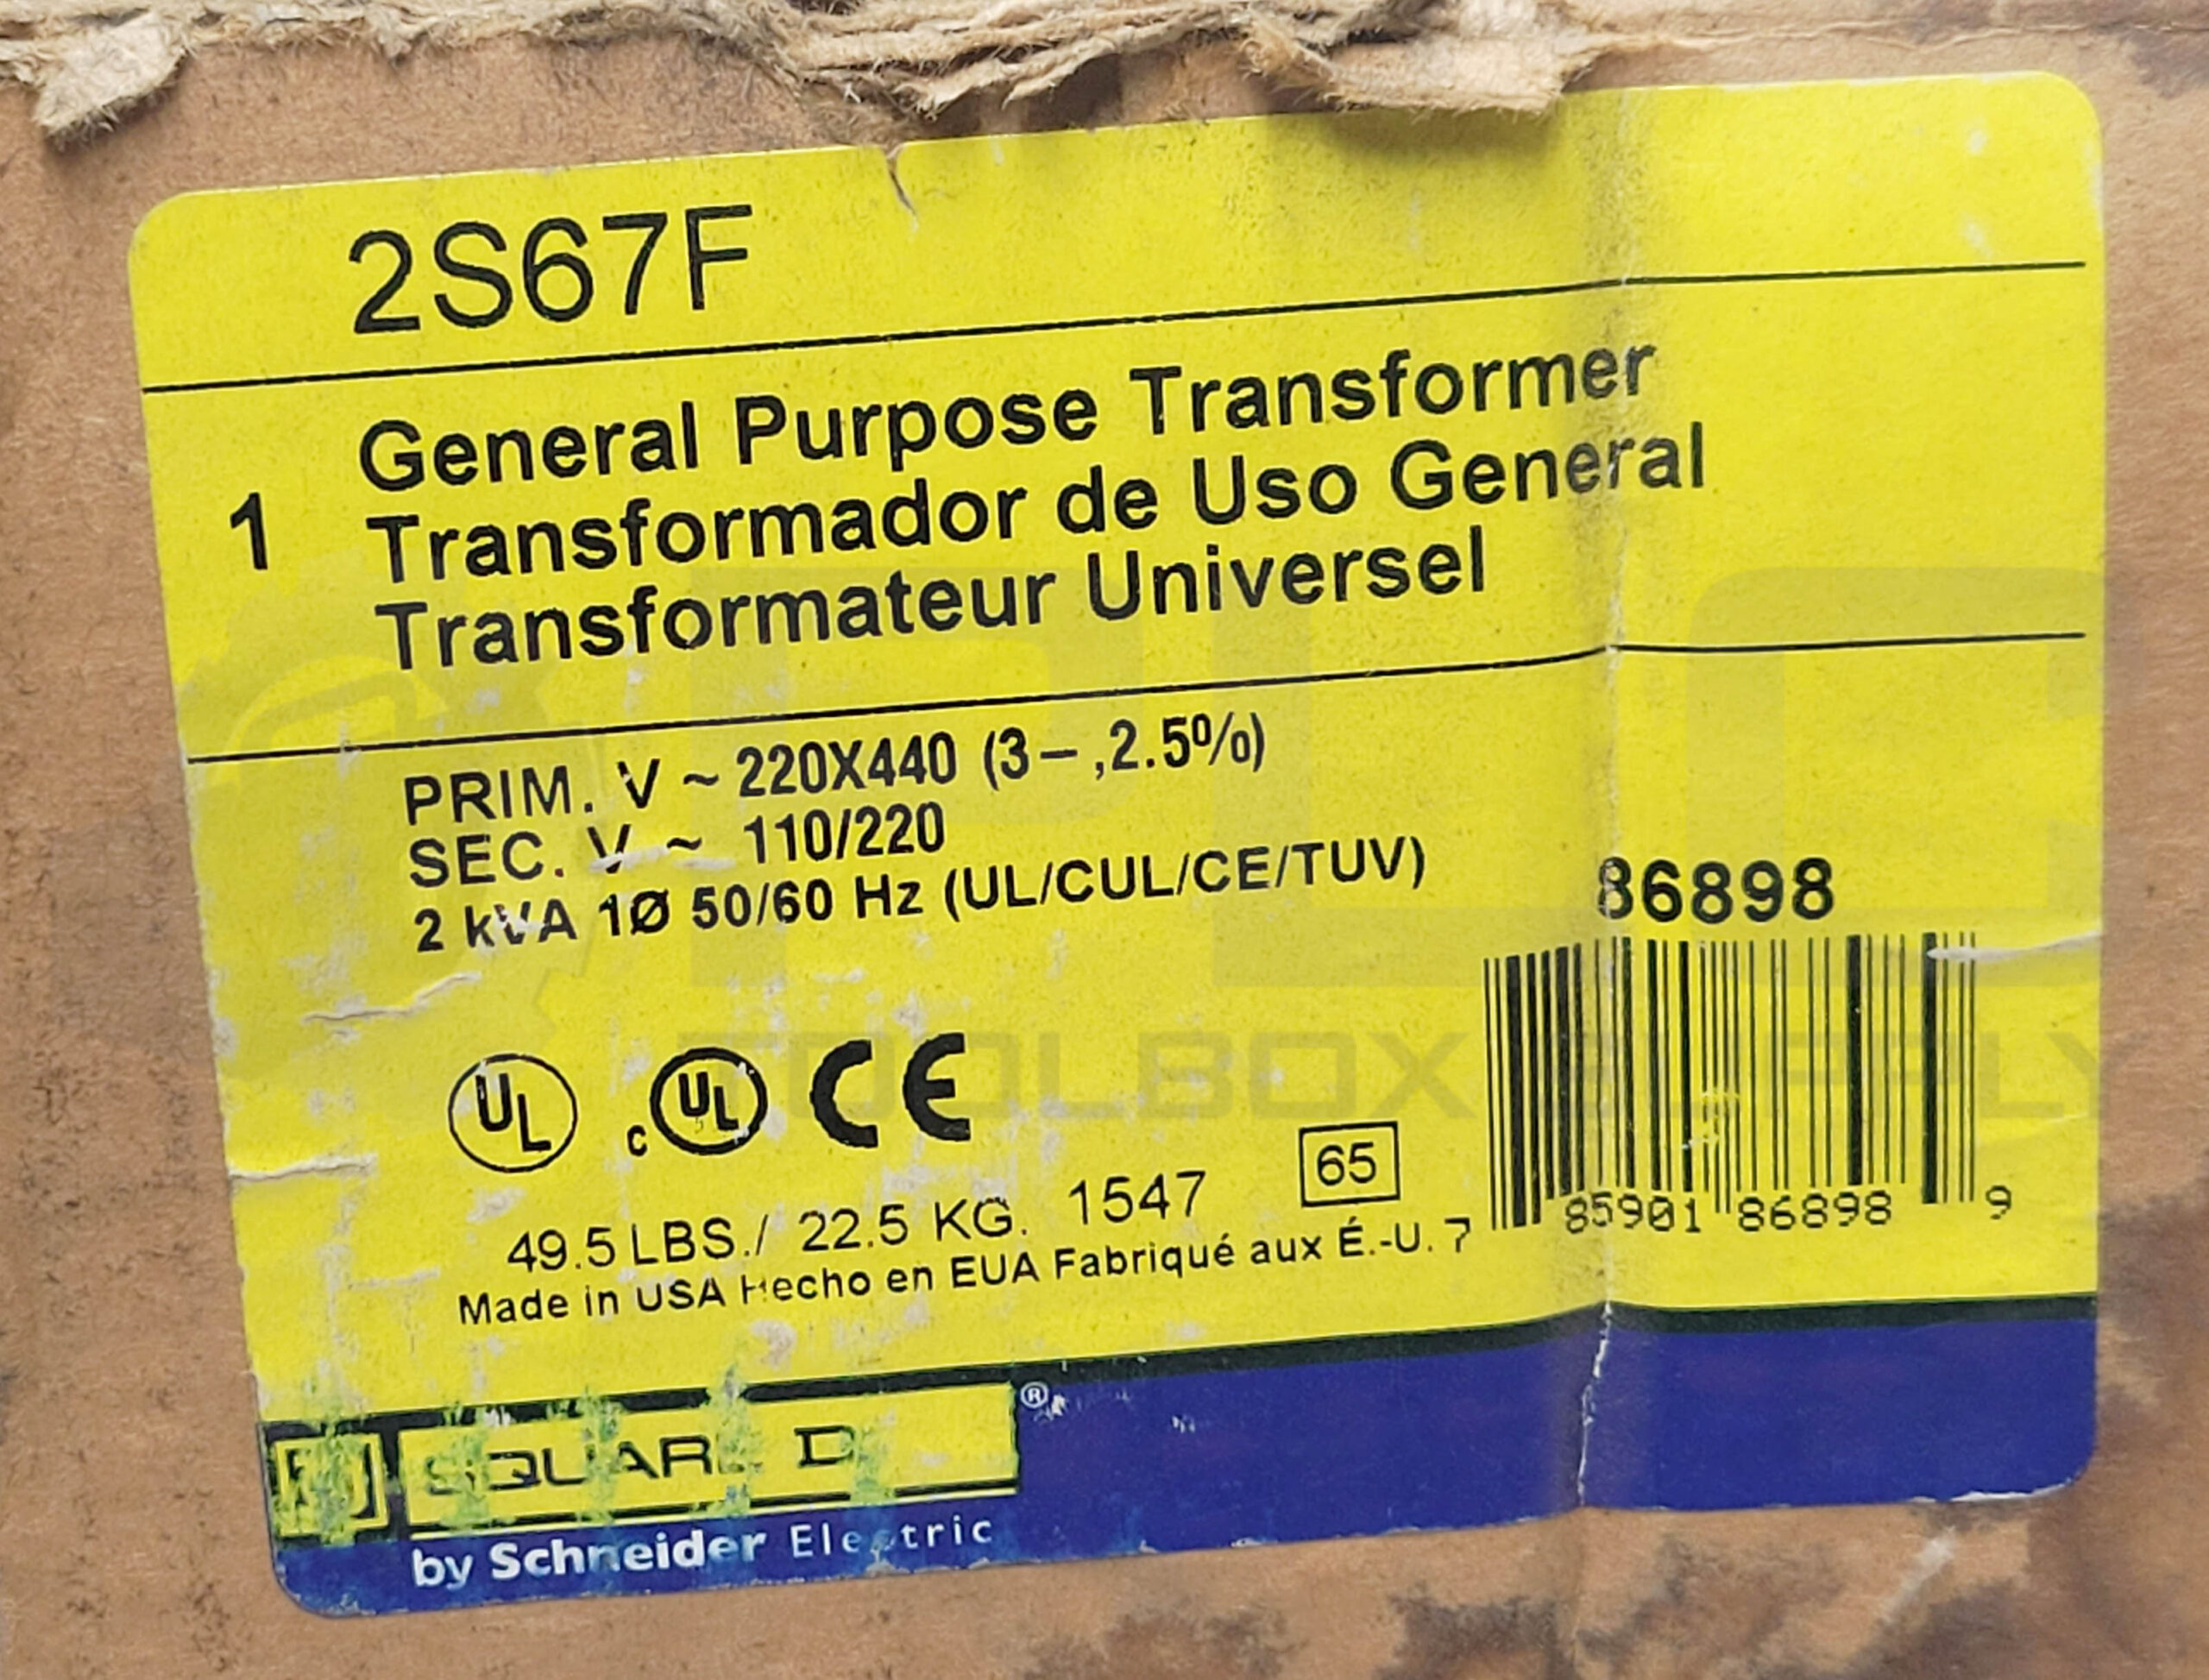 2S67F
1
General Purpose Transformer
Transformador de Uso General
Transformateur Universel
PRIM. V ~ 220X440 (3–,2.5%)
SEC. V ~ 110/220
2 kVA 1Ø 50/60 Hz (UL/CUL/CE/TUV)
86898
UL c UL CE
49.5 LBS./ 22.5 KG. 1547 65
Made in USA Hecho en EUA Fabriqué aux É.-U.
7 85901 86898 9
SQUARE D ®
by Schneider Electric
PLC
TOOLBOX SUPPLY